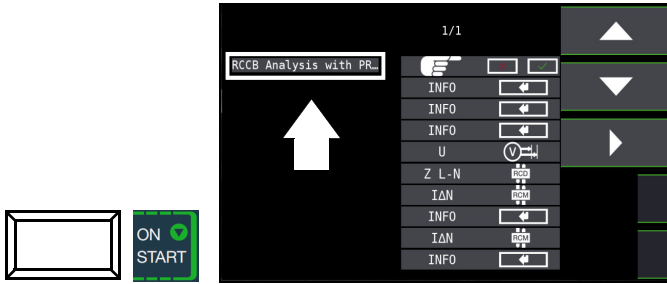 1/1
RCCB Analysis with PR…
INFO
INFO
INFO
U
V
Z L-N
RCD
IΔN
RCM
INFO
IΔN
RCM
INFO
ON
START